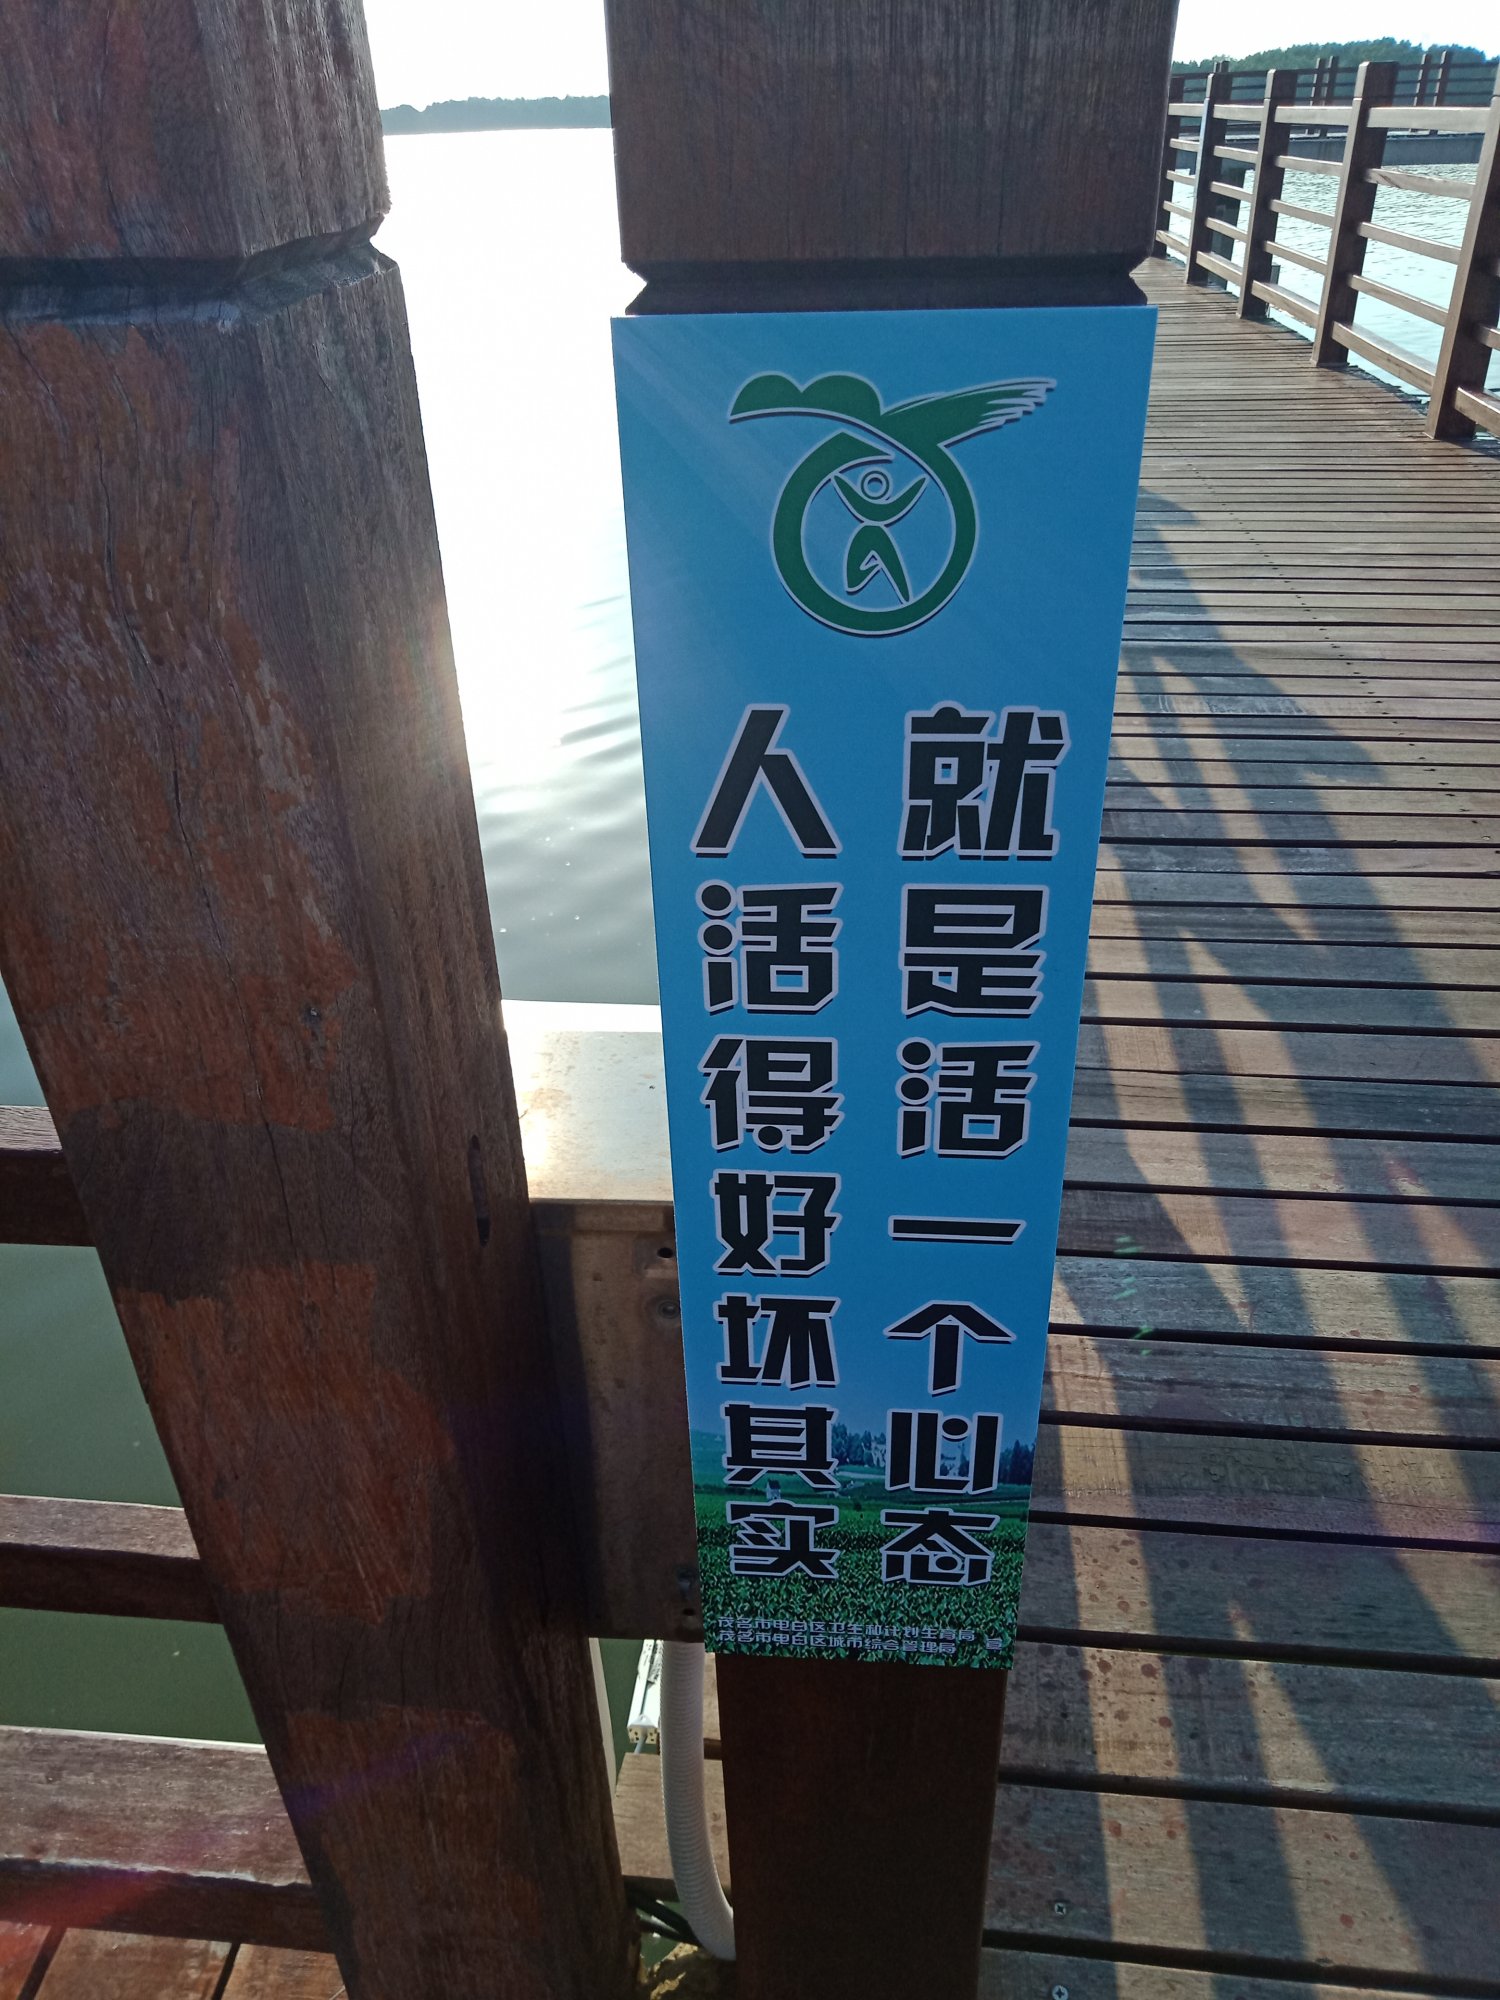 人活得好坏其实
就是活一个心态
茂名市电白区卫生和计划生育局
茂名市电白区城市综合管理局
宣